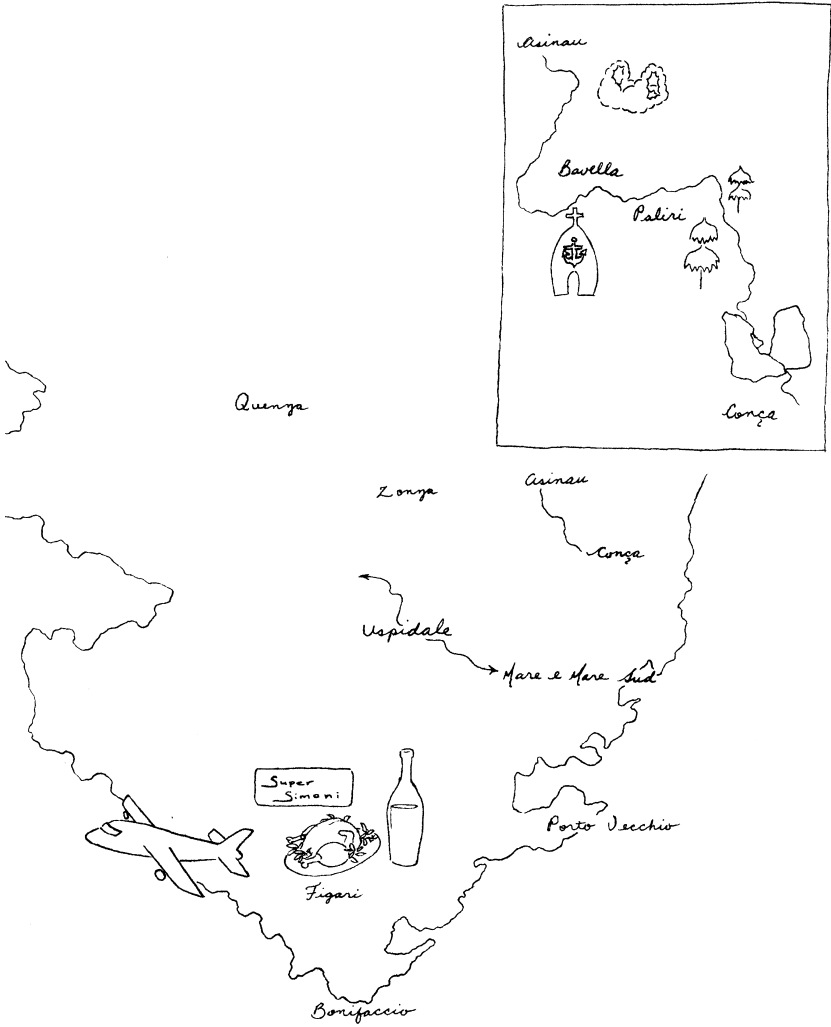 Asinau
Bavella
Paliri
Conça
Quenza
Zonza
Asinau
Conça
Uspidale
Mare e Mare Sud
Super
Simoni
Porto Vecchio
Figari
Bonifaccio